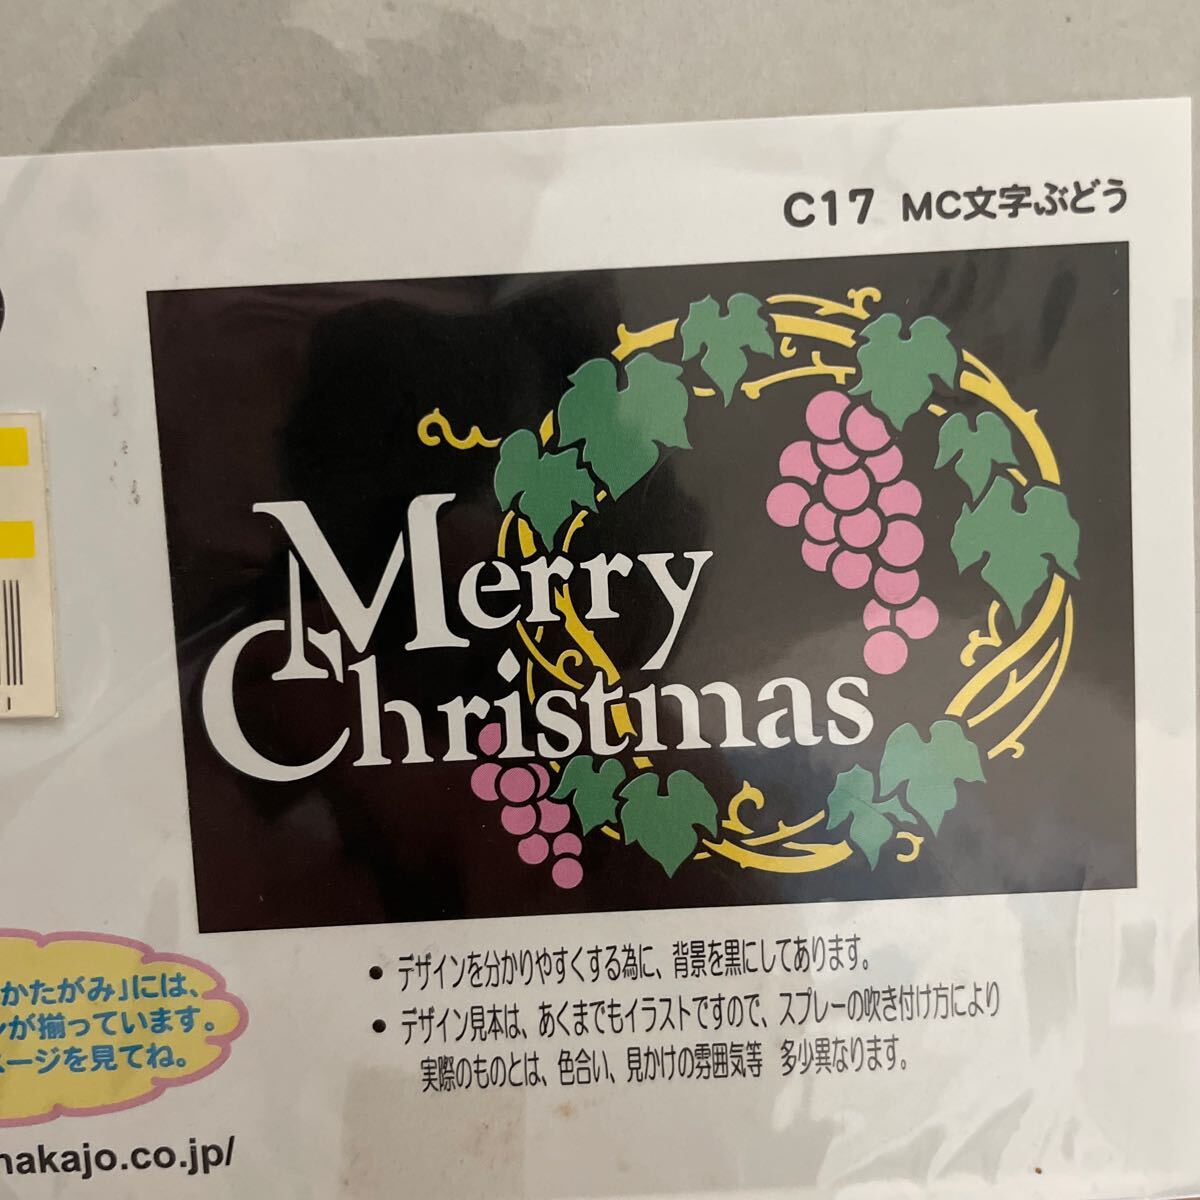 C17 MC文字ぶどう
Merry
Christmas
• デザインを分かりやすくする為に、背景を黒にしてあります。
• デザイン見本は、あくまでもイラストですので、スプレーの吹き付け方により
実際のものとは、色合い、見かけの雰囲気等 多少異なります。
かたがみ」には、
ンが揃っています。
ページを見てね。
nakajo.co.jp/